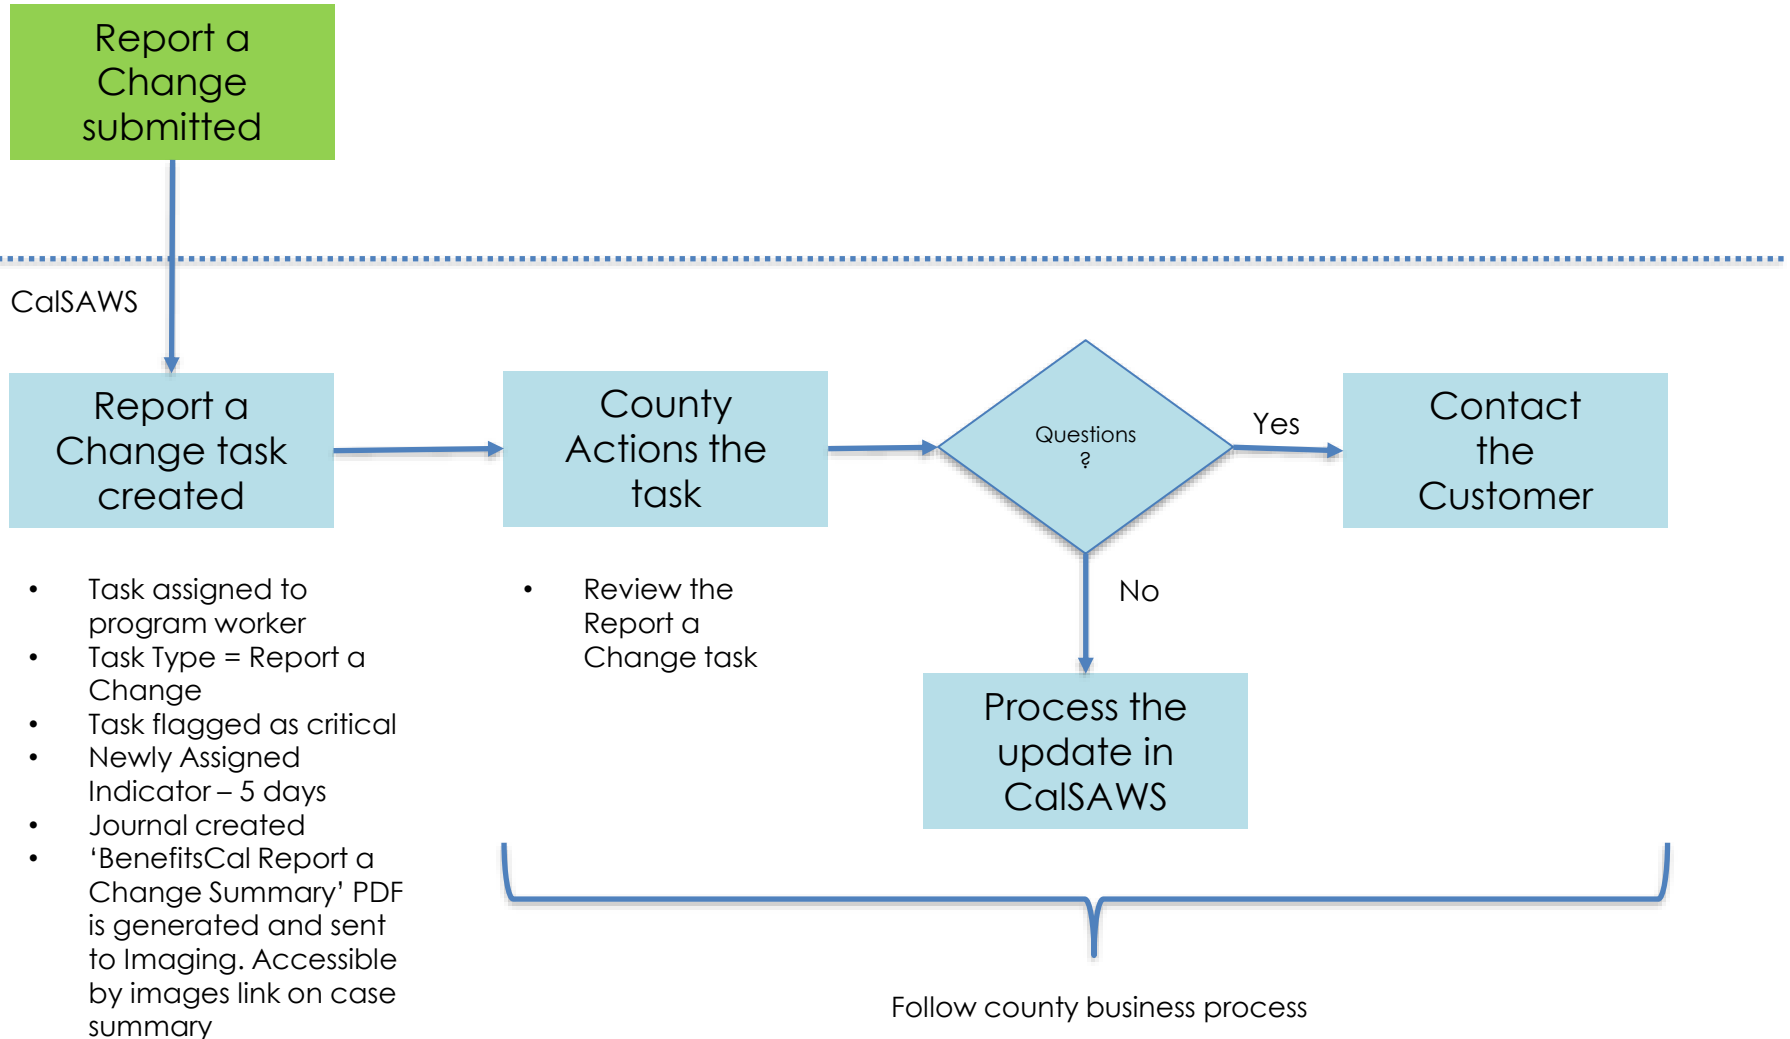 Report a
Change
submitted
CalSAWS
Report a
Change task
created
County
Actions the
task
Questions
?
Yes
Contact
the
Customer
• Task assigned to
program worker
• Task Type = Report a
Change
• Task flagged as critical
• Newly Assigned
Indicator – 5 days
• Journal created
• ‘BenefitsCal Report a
Change Summary’ PDF
is generated and sent
to Imaging. Accessible
by images link on case
summary
• Review the
Report a
Change task
No
Process the
update in
CalSAWS
Follow county business process